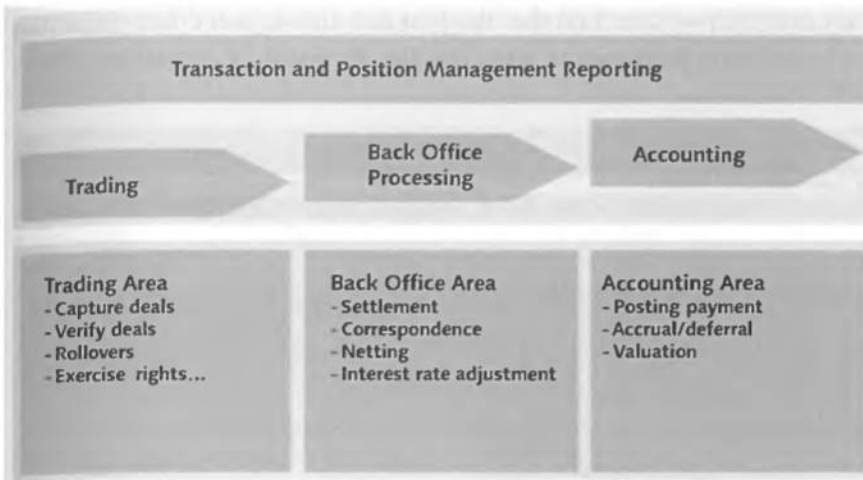 Transaction and Position Management Reporting
Trading
Back Office
Processing
Accounting
Trading Area
- Capture deals
- Verify deals
- Rollovers
- Exercise rights...
Back Office Area
- Settlement
- Correspondence
- Netting
- Interest rate adjustment
Accounting Area
- Posting payment
- Accrual/deferral
- Valuation